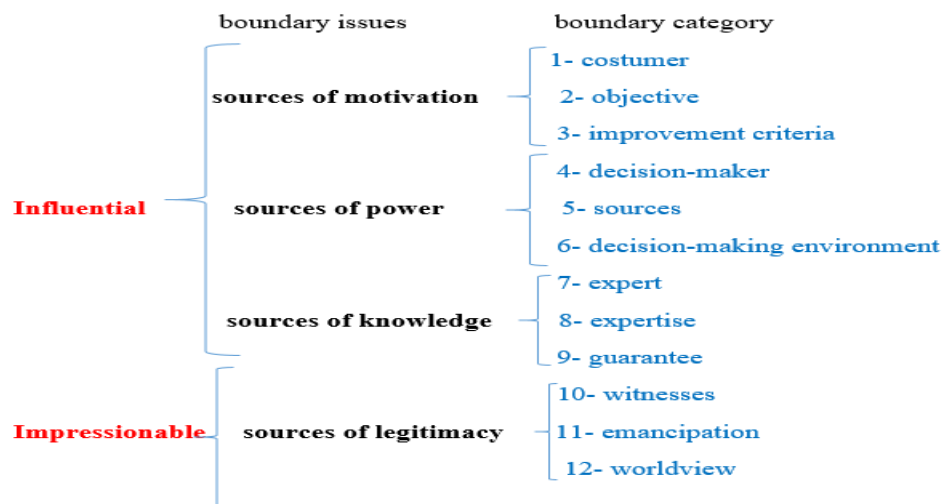 boundary issues boundary category
1- costumer
sources of motivation
2- objective
3- improvement criteria
4- decision-maker
Influential sources of power 5- sources
6- decision-making environment
7- expert
sources of knowledge 8- expertise
9- guarantee
10- witnesses
Impressionable sources of legitimacy 11- emancipation
12- worldview